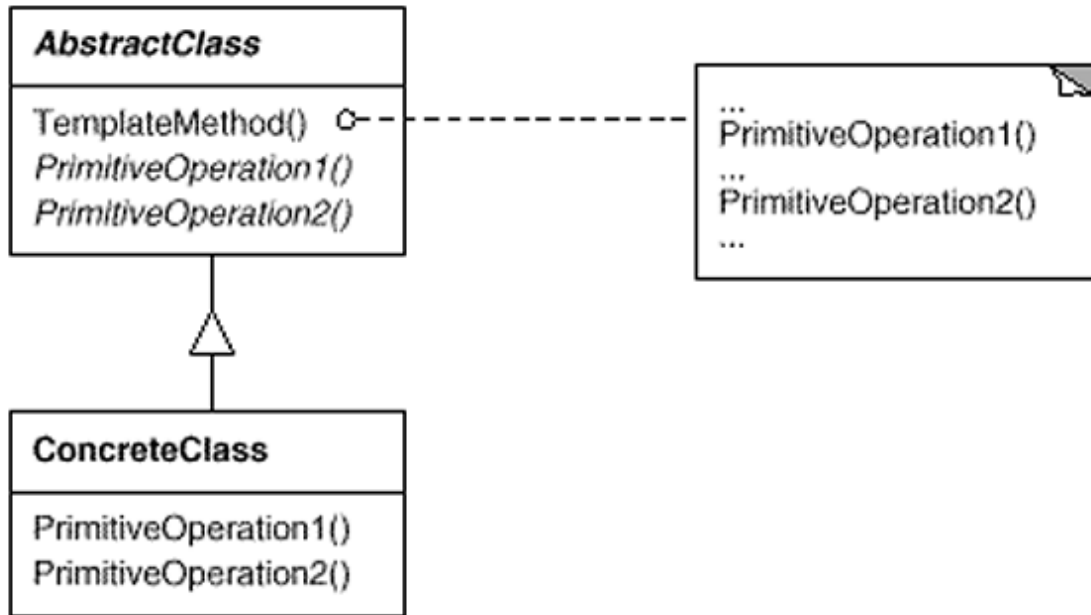 AbstractClass
TemplateMethod()
PrimitiveOperation1()
PrimitiveOperation2()
...
PrimitiveOperation1()
...
PrimitiveOperation2()
...
ConcreteClass
PrimitiveOperation1()
PrimitiveOperation2()